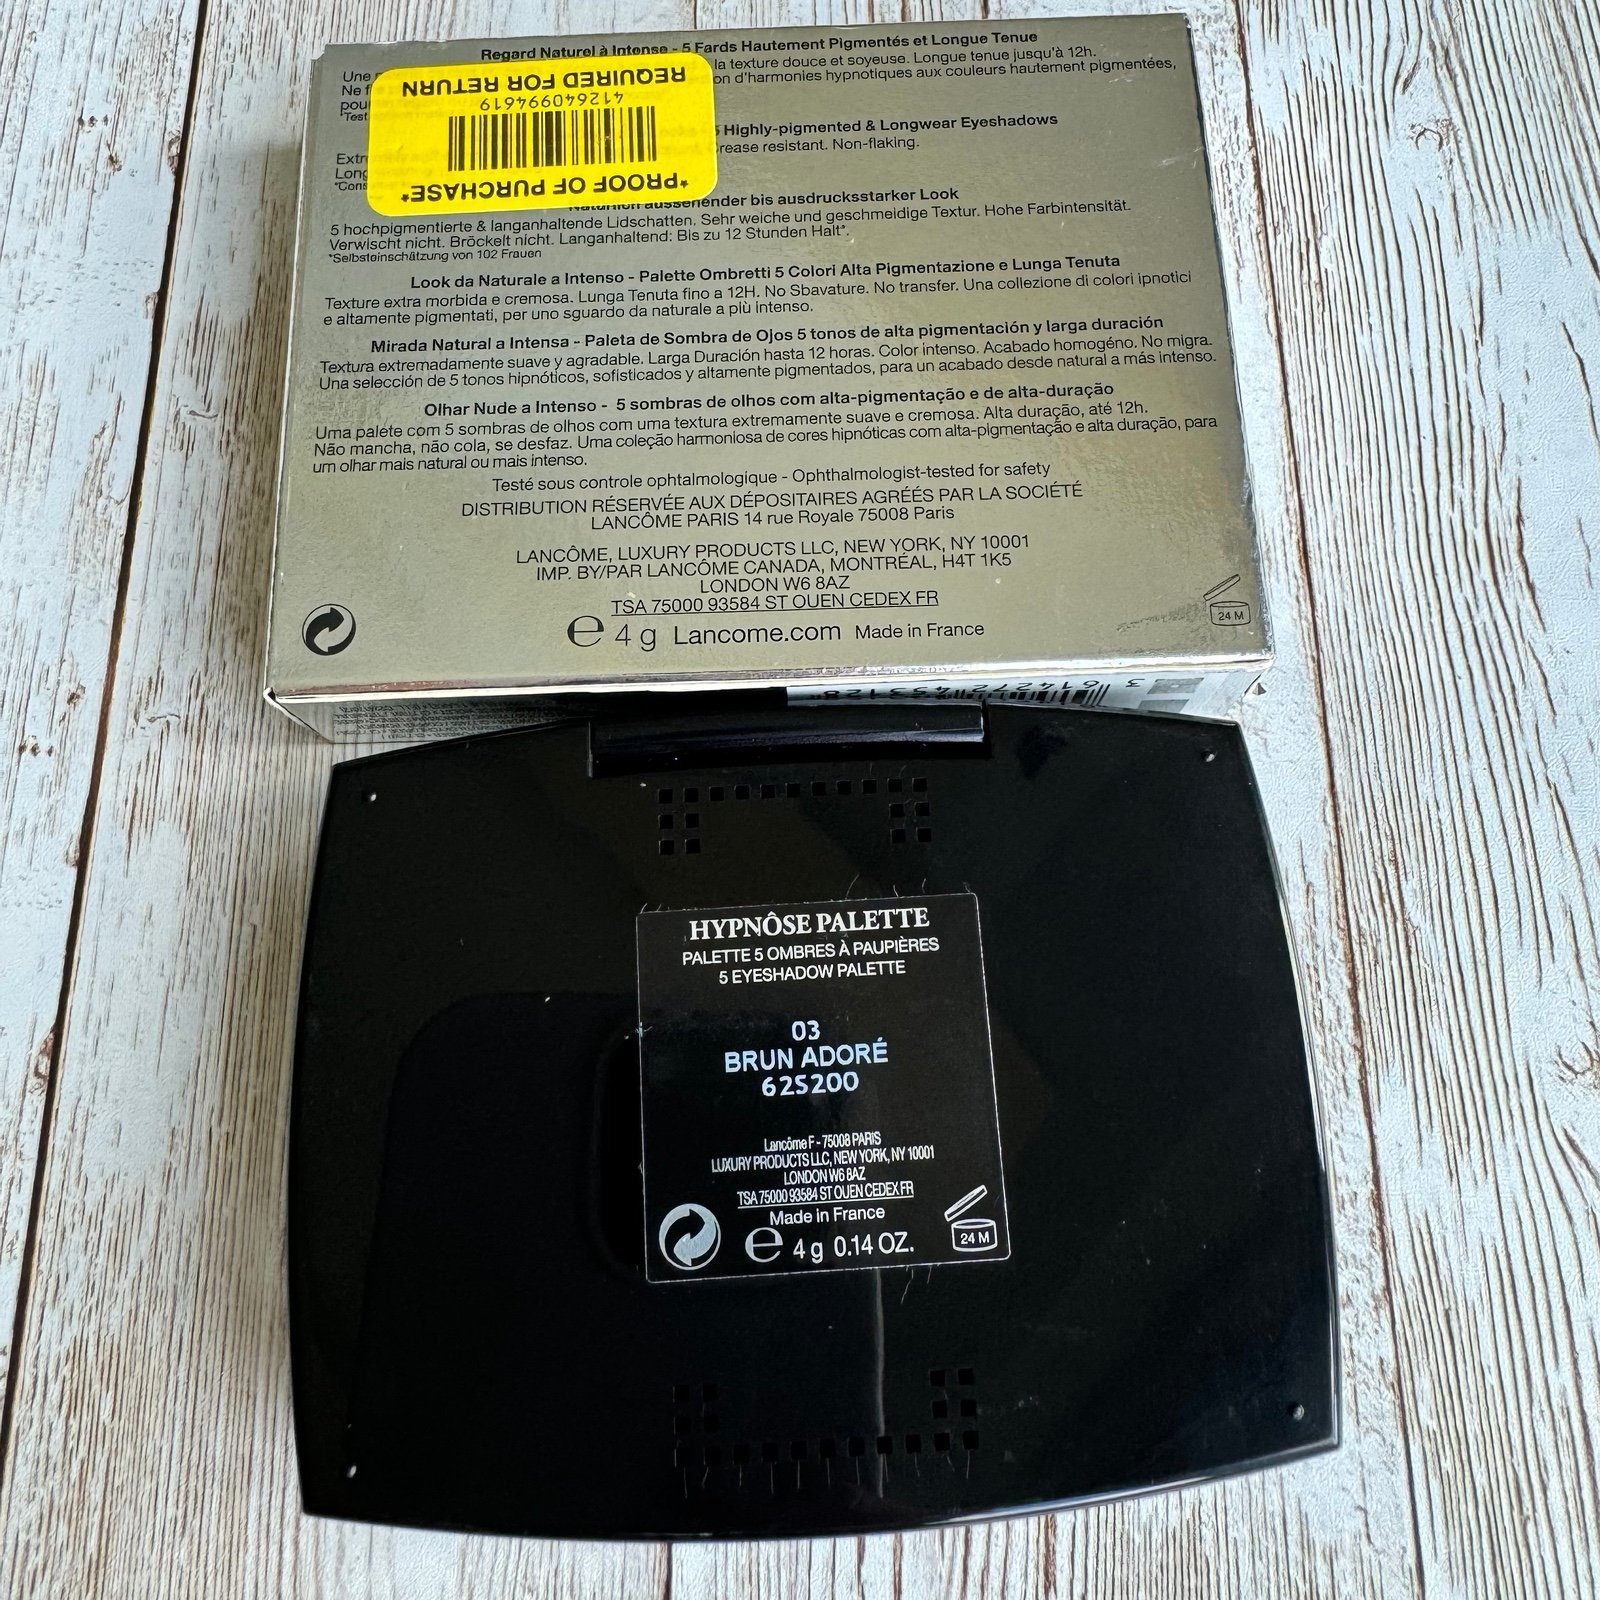 Regard Naturel à Intense - 5 Fards Hautement Pigmentés et Longue Tenue
Une la texture douce et soyeuse. Longue tenue jusqu'à 12h.
Ne d'harmonies hypnotiques aux couleurs hautement pigmentées,
*PROOF OF PURCHASE*
412640994619
REQUIRED FOR RETURN
5 Highly-pigmented & Longwear Eyeshadows
resistant. Non-flaking.
bis ausdrucksstarker Look
5 hochpigmentierte & langanhaltende Lidschatten. Sehr weiche und geschmeidige Textur. Hohe Farbintensität.
Verwischt nicht. Bröckelt nicht. Langanhaltend: Bis zu 12 Stunden Halt*.
*Selbsteinschätzung von 102 Frauen
Look da Naturale a Intenso - Palette Ombretti 5 Colori Alta Pigmentazione e Lunga Tenuta
Texture extra morbida e cremosa. Lunga Tenuta fino a 12H. No Sbavature. No transfer. Una collezione di colori ipnotici
e altamente pigmentati, per uno sguardo da naturale a più intenso.
Mirada Natural a Intensa - Paleta de Sombra de Ojos 5 tonos de alta pigmentación y larga duración
Textura extremadamente suave y agradable. Larga Duración hasta 12 horas. Color intenso. Acabado homogéno. No migra.
Una selección de 5 tonos hipnóticos, sofisticados y altamente pigmentados, para un acabado desde natural a más intenso.
Olhar Nude a Intenso - 5 sombras de olhos com alta-pigmentação e de alta-duração
Uma palete com 5 sombras de olhos com uma textura extremamente suave e cremosa. Alta duração, até 12h.
Não mancha, não cola, se desfaz. Uma coleção harmoniosa de cores hipnóticas com alta-pigmentação e alta duração, para
um olhar mais natural ou mais intenso.
Testé sous controle ophtalmologique - Ophthalmologist-tested for safety
DISTRIBUTION RÉSERVÉE AUX DÉPOSITAIRES AGRÉÉS PAR LA SOCIÉTÉ
LANCÔME PARIS 14 rue Royale 75008 Paris
LANCÔME, LUXURY PRODUCTS LLC, NEW YORK, NY 10001
IMP. BY/PAR LANCÔME CANADA, MONTRÉAL, H4T 1K5
LONDON W6 8AZ
TSA 75000 93584 ST OUEN CEDEX FR
℮ 4 g Lancome.com Made in France
24 M
3 614272 453128
HYPNÔSE PALETTE
PALETTE 5 OMBRES À PAUPIÈRES
5 EYESHADOW PALETTE
03
BRUN ADORÉ
62S200
Lancôme F - 75008 PARIS
LUXURY PRODUCTS LLC, NEW YORK, NY 10001
LONDON W6 8AZ
TSA 75000 93584 ST OUEN CEDEX FR
Made in France
℮ 4 g 0.14 OZ.
24 M